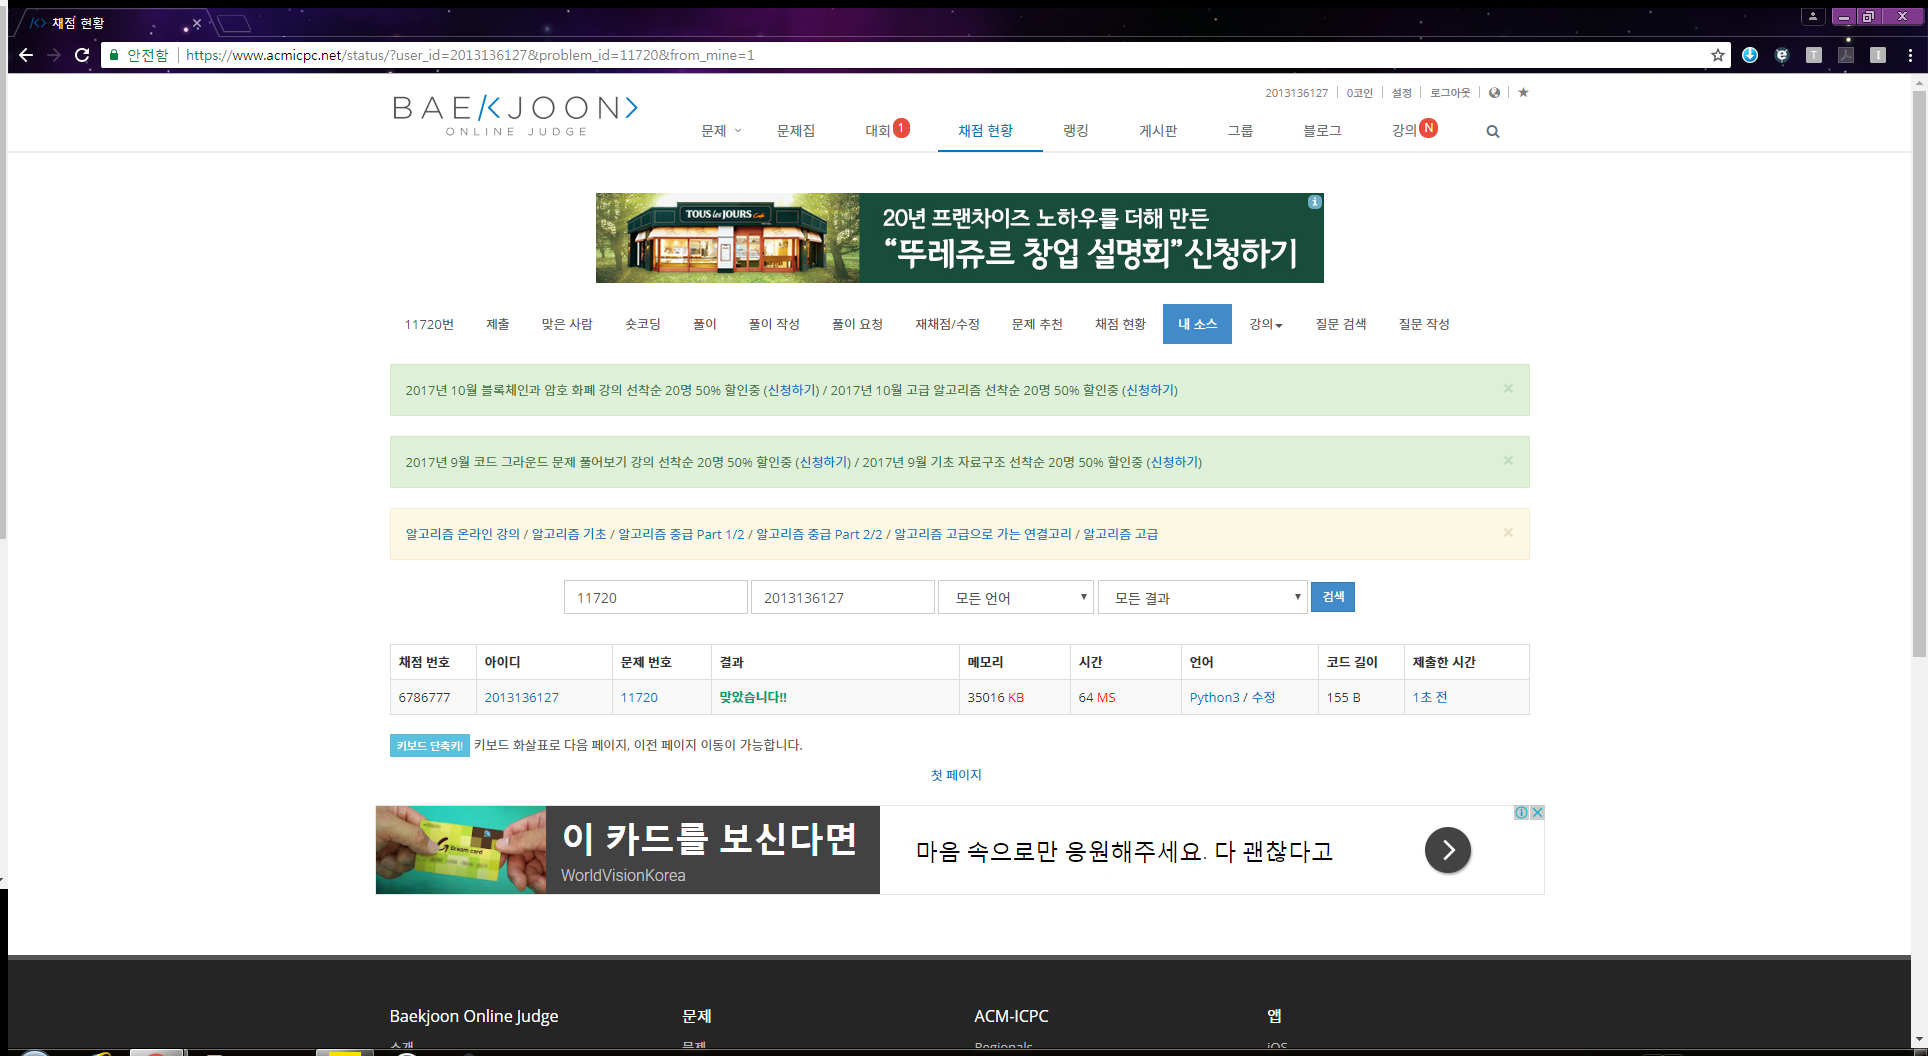 채점 현황
안전함 https://www.acmicpc.net/status/?user_id=2013136127&problem_id=11720&from_mine=1
2013136127 0코인 설정 로그아웃
BAEKJOON>
ONLINE JUDGE
문제 문제집 대회 1 채점 현황 랭킹 게시판 그룹 블로그 강의 N
TOUS les JOURS Cafe
20년 프랜차이즈 노하우를 더해 만든
“뚜레쥬르 창업 설명회”신청하기
11720번 제출 맞은 사람 숏코딩 풀이 풀이 작성 풀이 요청 재채점/수정 문제 추천 채점 현황 내 소스 강의 질문 검색 질문 작성
2017년 10월 블록체인과 암호 화폐 강의 선착순 20명 50% 할인중 (신청하기) / 2017년 10월 고급 알고리즘 선착순 20명 50% 할인중 (신청하기)
2017년 9월 코드 그라운드 문제 풀어보기 강의 선착순 20명 50% 할인중 (신청하기) / 2017년 9월 기초 자료구조 선착순 20명 50% 할인중 (신청하기)
알고리즘 온라인 강의 / 알고리즘 기초 / 알고리즘 중급 Part 1/2 / 알고리즘 중급 Part 2/2 / 알고리즘 고급으로 가는 연결고리 / 알고리즘 고급
11720 2013136127 모든 언어 모든 결과 검색
채점 번호 아이디 문제 번호 결과 메모리 시간 언어 코드 길이 제출한 시간
6786777 2013136127 11720 맞았습니다!! 35016 KB 64 MS Python3 / 수정 155 B 1초 전
키보드 단축키! 키보드 화살표로 다음 페이지, 이전 페이지 이동이 가능합니다.
첫 페이지
Dream card
이 카드를 보신다면
WorldVisionKorea
마음 속으로만 응원해주세요. 다 괜찮다고
Baekjoon Online Judge 문제 ACM-ICPC 앱
소개 문제 Regionals iOS